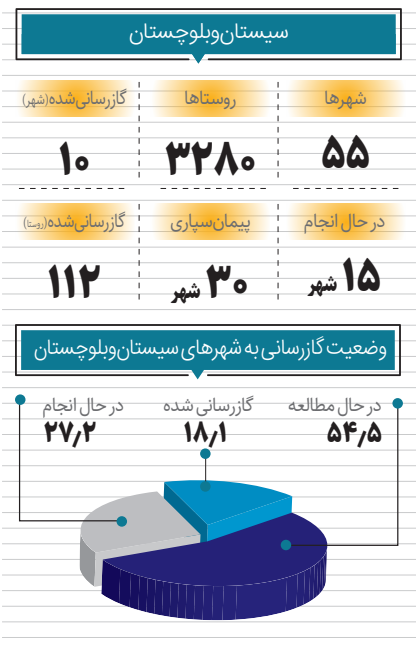 سیستان‌وبلوچستان
شهرها
روستاها
گازرسانی‌شده(شهر)
۵۵
۳۲۸۰
۱۰
در حال انجام
پیمان‌سپاری
گازرسانی‌شده(روستا)
۱۵ شهر
۳۰ شهر
۱۱۲
وضعیت گازرسانی به شهرهای سیستان‌وبلوچستان
در حال مطالعه
گازرسانی شده
در حال انجام
۵۴٫۵
۱۸٫۱
۲۷٫۲